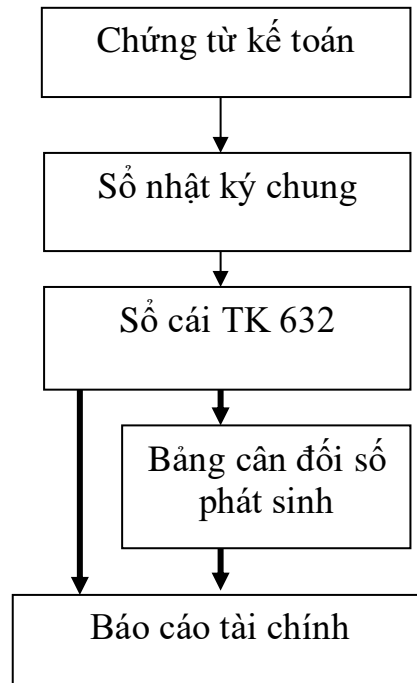 Chứng từ kế toán
Sổ nhật ký chung
Sổ cái TK 632
Bảng cân đối số
phát sinh
Báo cáo tài chính